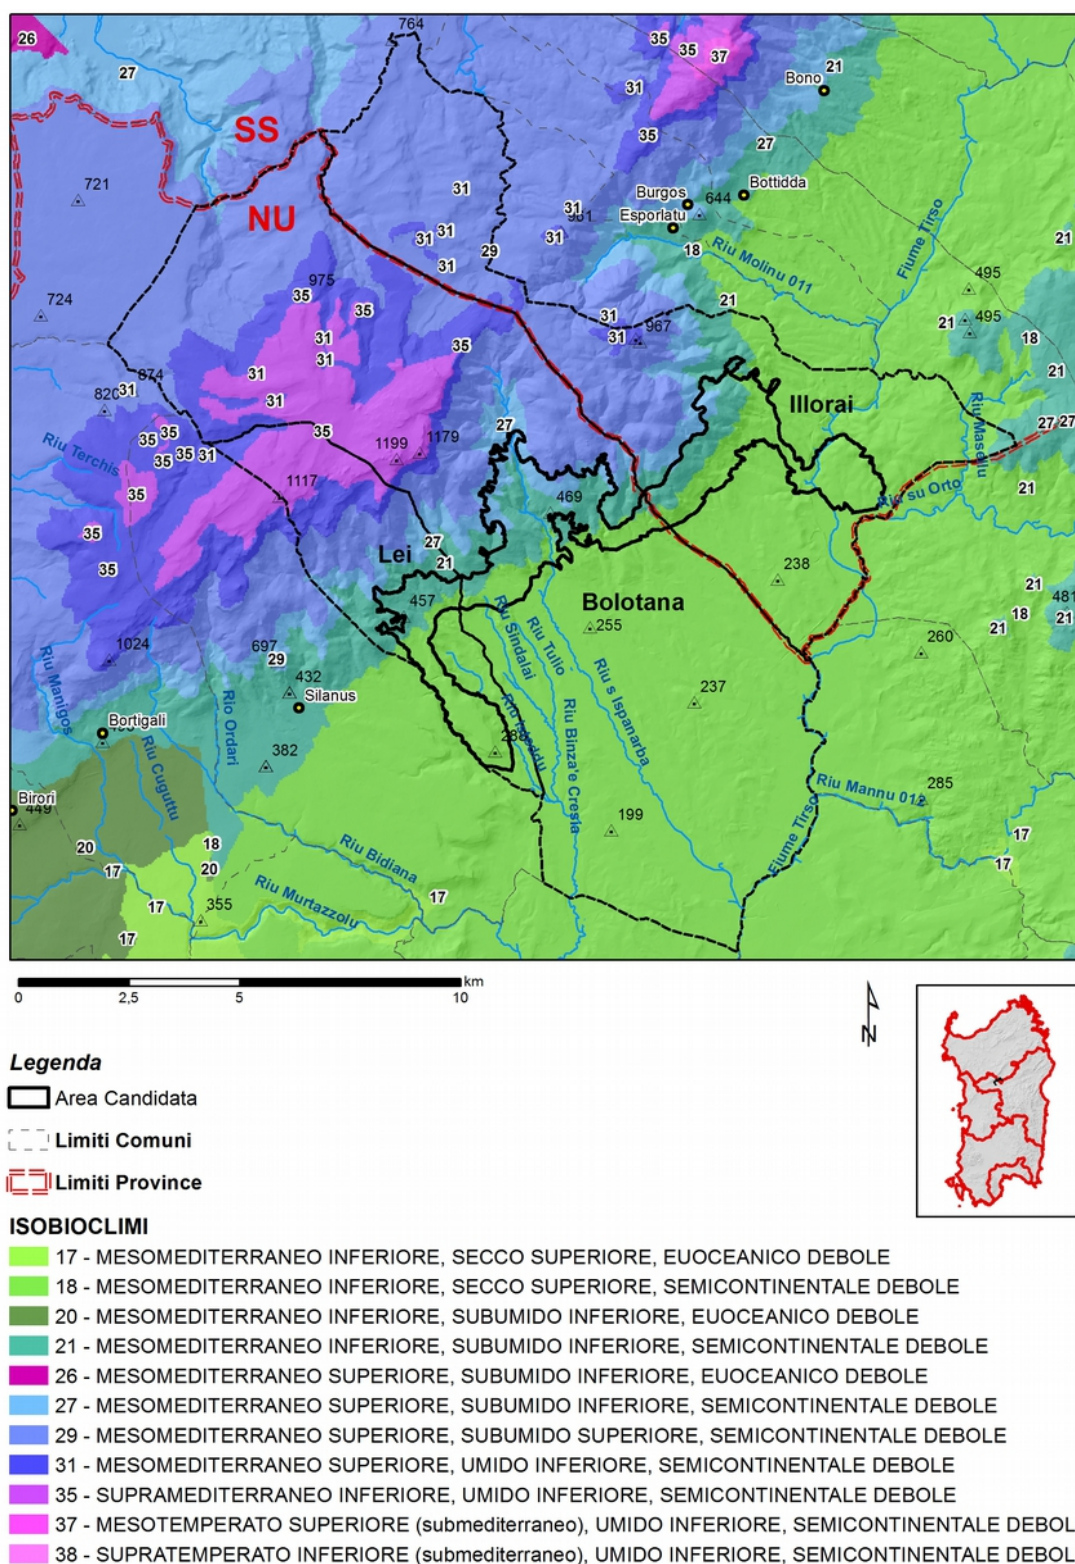 764
26
35
35
37
27
21
Bono
31
35
SS
27
721
Burgos
644
Bottidda
NU
31
31
Esporlatu
31
31
31
29
18
Riu Molinu 011
Fiume Tirso
21
31
975
35
35
21
495
724
31
967
31
21
495
18
31
31
35
874
31
31
820
31
21
Illorai
35
35
35
27
Riu Masellu
27
27
35
35
31
1199
1179
Riu Terchis
35
1117
469
Riu su Orto
21
35
27
Lei
21
35
238
21
457
Bolotana
18
481
21
21
255
Riu Sindalai
Riu Tulio
Riu s Ispanarba
260
1024
697
29
Riu Manigos
432
Silanus
237
Rio Ordari
Riu Binza'e Cresia
Bortigali
Riu Cuguttu
382
Riu Mannu 012
285
Birori
449
199
Fiume Tirso
20
18
Riu Bidiana
17
17
20
17
Riu Murtazzolu
17
17
355
17
km
0
2,5
5
10
N
Legenda
Area Candidata
Limiti Comuni
Limiti Province
ISOBIOCLIMI
17 - MESOMEDITERRANEO INFERIORE, SECCO SUPERIORE, EUOCEANICO DEBOLE
18 - MESOMEDITERRANEO INFERIORE, SECCO SUPERIORE, SEMICONTINENTALE DEBOLE
20 - MESOMEDITERRANEO INFERIORE, SUBUMIDO INFERIORE, EUOCEANICO DEBOLE
21 - MESOMEDITERRANEO INFERIORE, SUBUMIDO INFERIORE, SEMICONTINENTALE DEBOLE
26 - MESOMEDITERRANEO SUPERIORE, SUBUMIDO INFERIORE, EUOCEANICO DEBOLE
27 - MESOMEDITERRANEO SUPERIORE, SUBUMIDO INFERIORE, SEMICONTINENTALE DEBOLE
29 - MESOMEDITERRANEO SUPERIORE, SUBUMIDO SUPERIORE, SEMICONTINENTALE DEBOLE
31 - MESOMEDITERRANEO SUPERIORE, UMIDO INFERIORE, SEMICONTINENTALE DEBOLE
35 - SUPRAMEDITERRANEO INFERIORE, UMIDO INFERIORE, SEMICONTINENTALE DEBOLE
37 - MESOTEMPERATO SUPERIORE (submediterraneo), UMIDO INFERIORE, SEMICONTINENTALE DEBOL
38 - SUPRATEMPERATO INFERIORE (submediterraneo), UMIDO INFERIORE, SEMICONTINENTALE DEBOL